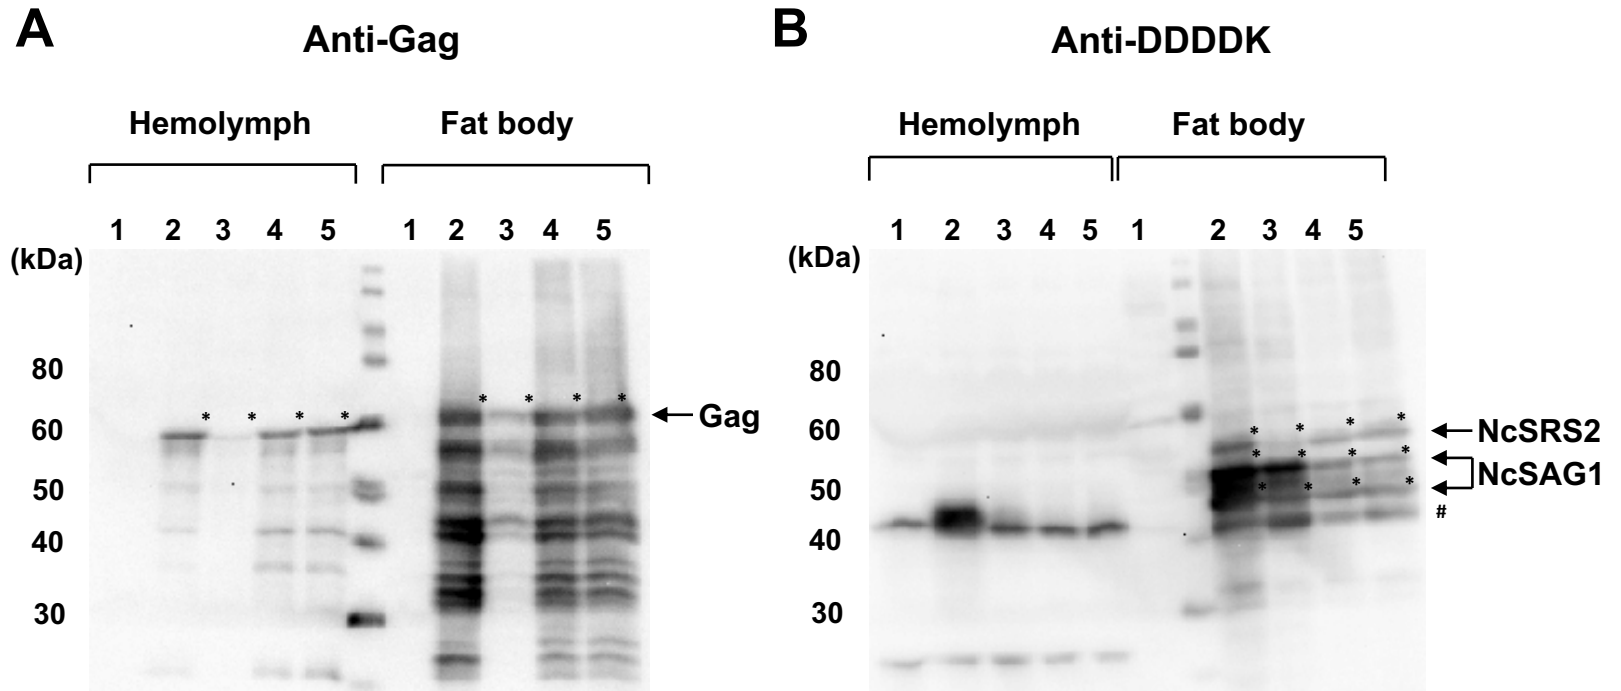 A
Anti-Gag
Hemolymph
Fat body
1 2 3 4 5
1 2 3 4 5
(kDa)
80
60
50
40
30
* * * *
* * * *
Gag
B
Anti-DDDDK
Hemolymph
Fat body
1 2 3 4 5
1 2 3 4 5
(kDa)
80
60
50
40
30
* * * *
* * * *
* * * *
NcSRS2
NcSAG1
#